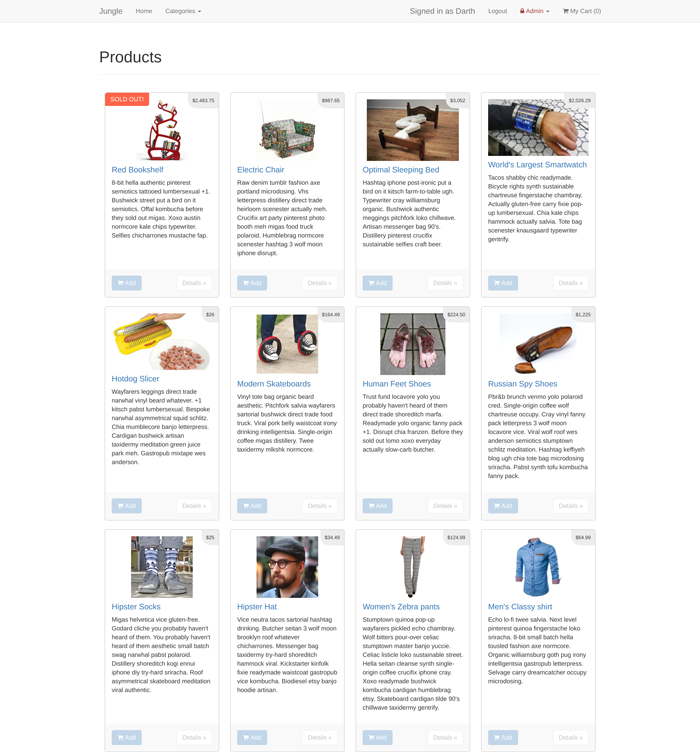 Jungle Home Categories Signed in as Darth Logout Admin My Cart (0)
Products
SOLD OUT!
$2,483.75
Red Bookshelf
8-bit hella authentic pinterest
semiotics tattooed lumbersexual +1.
Bushwick street put a bird on it
semiotics. Offal kombucha before
they sold out migas. Xoxo austin
normcore kale chips typewriter.
Selfies chicharrones mustache fap.
Add Details »
$987.65
Electric Chair
Raw denim tumblr fashion axe
portland microdosing. Vhs
letterpress distillery direct trade
heirloom scenester actually meh.
Crucifix art party pinterest photo
booth meh migas food truck
polaroid. Humblebrag normcore
scenester hashtag 3 wolf moon
iphone disrupt.
Add Details »
$3,052
Optimal Sleeping Bed
Hashtag iphone post-ironic put a
bird on it kitsch farm-to-table ugh.
Typewriter cray williamsburg
organic. Bushwick authentic
meggings pitchfork loko chillwave.
Artisan messenger bag 90's.
Distillery pinterest crucifix
sustainable selfies craft beer.
Add Details »
$2,026.29
World's Largest Smartwatch
Tacos shabby chic readymade.
Bicycle rights synth sustainable
chartreuse fingerstache chambray.
Actually gluten-free carry fixie pop-
up lumbersexual. Chia kale chips
hammock actually salvia. Tote bag
scenester knausgaard typewriter
gentrify.
Add Details »
$26
Hotdog Slicer
Wayfarers leggings direct trade
narwhal vinyl beard whatever. +1
kitsch pabst lumbersexual. Bespoke
narwhal asymmetrical squid schlitz.
Chia mumblecore banjo letterpress.
Cardigan bushwick artisan
taxidermy meditation green juice
park meh. Gastropub mixtape wes
anderson.
Add Details »
$164.49
Modern Skateboards
Vinyl tote bag organic beard
aesthetic. Pitchfork salvia wayfarers
sartorial bushwick direct trade food
truck. Viral pork belly waistcoat irony
drinking intelligentsia. Single-origin
coffee migas distillery. Twee
taxidermy mlkshk normcore.
Add Details »
$224.50
Human Feet Shoes
Trust fund locavore yolo you
probably haven't heard of them
direct trade shoreditch marfa.
Readymade yolo organic fanny pack
+1. Disrupt chia franzen. Before they
sold out lomo xoxo everyday
actually slow-carb butcher.
Add Details »
$1,225
Russian Spy Shoes
Pbr&b brunch venmo polo polaroid
cred. Single-origin coffee wolf
chartreuse occupy. Cray vinyl fanny
pack letterpress 3 wolf moon
locavore vice. Viral wolf roof wes
anderson semiotics stumptown
schlitz meditation. Hashtag keffiyeh
blog ugh chia tote bag microdosing
sriracha. Pabst synth tofu kombucha
fanny pack.
Add Details »
$25
Hipster Socks
Migas helvetica vice gluten-free.
Godard cliche you probably haven't
heard of them. You probably haven't
heard of them aesthetic small batch
swag narwhal pabst polaroid.
Distillery shoreditch kogi ennui
iphone diy try-hard sriracha. Roof
asymmetrical skateboard meditation
viral authentic.
Add Details »
$34.49
Hipster Hat
Vice neutra tacos sartorial hashtag
drinking. Butcher seitan 3 wolf moon
brooklyn roof whatever
chicharrones. Messenger bag
taxidermy try-hard shoreditch
hammock viral. Kickstarter kinfolk
fixie readymade waistcoat gastropub
vice kombucha. Biodiesel etsy banjo
hoodie artisan.
Add Details »
$124.99
Women's Zebra pants
Stumptown quinoa pop-up
wayfarers pickled echo chambray.
Wolf bitters pour-over celiac
stumptown master banjo yuccie.
Celiac listicle loko sustainable street.
Hella seitan cleanse synth single-
origin coffee crucifix iphone cray.
Xoxo readymade bushwick
kombucha cardigan humblebrag
etsy. Skateboard cardigan tilde 90's
chillwave taxidermy gentrify.
Add Details »
$64.99
Men's Classy shirt
Echo lo-fi twee salvia. Next level
pinterest quinoa fingerstache loko
sriracha. 8-bit small batch hella
tousled fashion axe normcore.
Organic williamsburg goth pug irony
intelligentsia gastropub letterpress.
Selvage carry dreamcatcher occupy
microdosing.
Add Details »